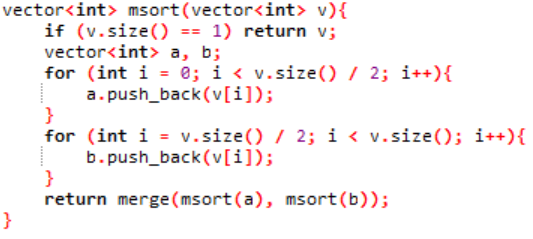 vector<int> msort(vector<int> v){
    if (v.size() == 1) return v;
    vector<int> a, b;
    for (int i = 0; i < v.size() / 2; i++){
        a.push_back(v[i]);
    }
    for (int i = v.size() / 2; i < v.size(); i++){
        b.push_back(v[i]);
    }
    return merge(msort(a), msort(b));
}